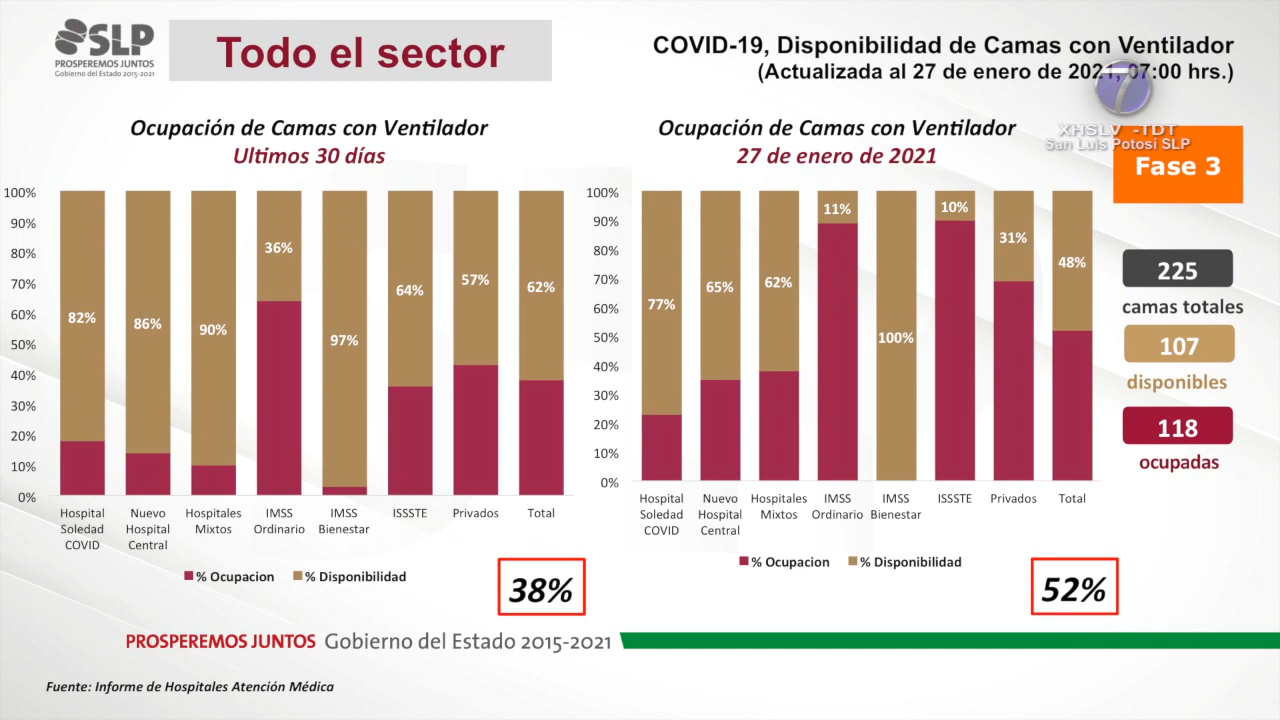 SLP
PROSPEREMOS JUNTOS
Gobierno del Estado 2015-2021
Todo el sector
COVID-19, Disponibilidad de Camas con Ventilador
(Actualizada al 27 de enero de 2021, 07:00 hrs.)
7
XHSLV -TDT
San Luis Potosí SLP
Fase 3
Ocupación de Camas con Ventilador
Ultimos 30 días
100%
90%
80%
70%
60%
50%
40%
30%
20%
10%
0%
82%
86%
90%
36%
97%
64%
57%
62%
Hospital Soledad COVID
Nuevo Hospital Central
Hospitales Mixtos
IMSS Ordinario
IMSS Bienestar
ISSSTE
Privados
Total
% Ocupacion
% Disponibilidad
38%
Ocupación de Camas con Ventilador
27 de enero de 2021
100%
90%
80%
70%
60%
50%
40%
30%
20%
10%
0%
77%
65%
62%
11%
100%
10%
31%
48%
Hospital Soledad COVID
Nuevo Hospital Central
Hospitales Mixtos
IMSS Ordinario
IMSS Bienestar
ISSSTE
Privados
Total
% Ocupacion
% Disponibilidad
52%
225
camas totales
107
disponibles
118
ocupadas
PROSPEREMOS JUNTOS Gobierno del Estado 2015-2021
Fuente: Informe de Hospitales Atención Médica